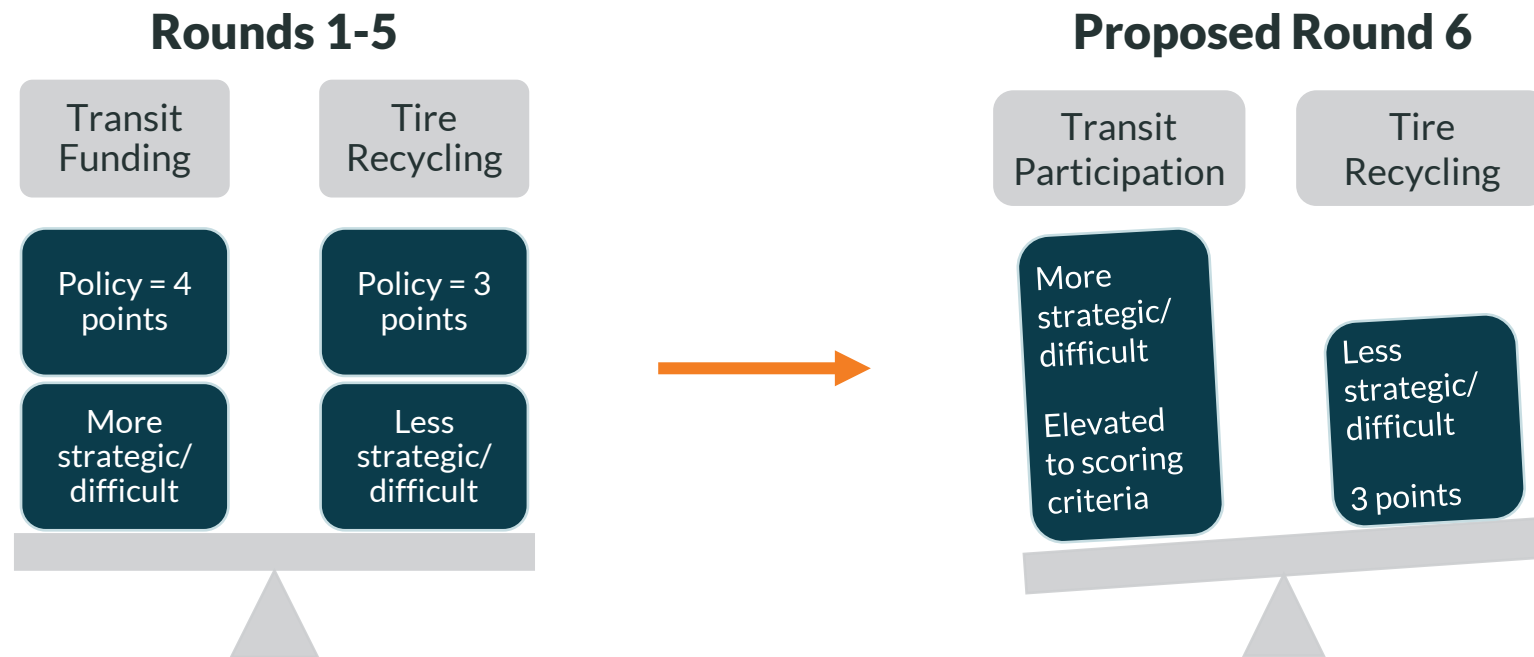 Rounds 1-5
Transit
Funding
Tire
Recycling
Policy = 4
points
Policy = 3
points
More
strategic/
difficult
Less
strategic/
difficult
Proposed Round 6
Transit
Participation
Tire
Recycling
More
strategic/
difficult
Elevated
to scoring
criteria
Less
strategic/
difficult
3 points